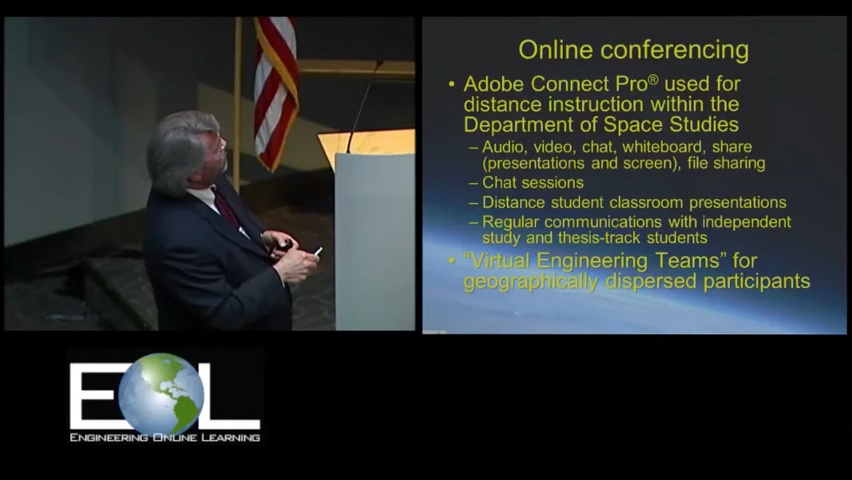 Online conferencing
• Adobe Connect Pro® used for
distance instruction within the
Department of Space Studies
– Audio, video, chat, whiteboard, share
(presentations and screen), file sharing
– Chat sessions
– Distance student classroom presentations
– Regular communications with independent
study and thesis-track students
• “Virtual Engineering Teams” for
geographically dispersed participants
EOL
ENGINEERING ONLINE LEARNING